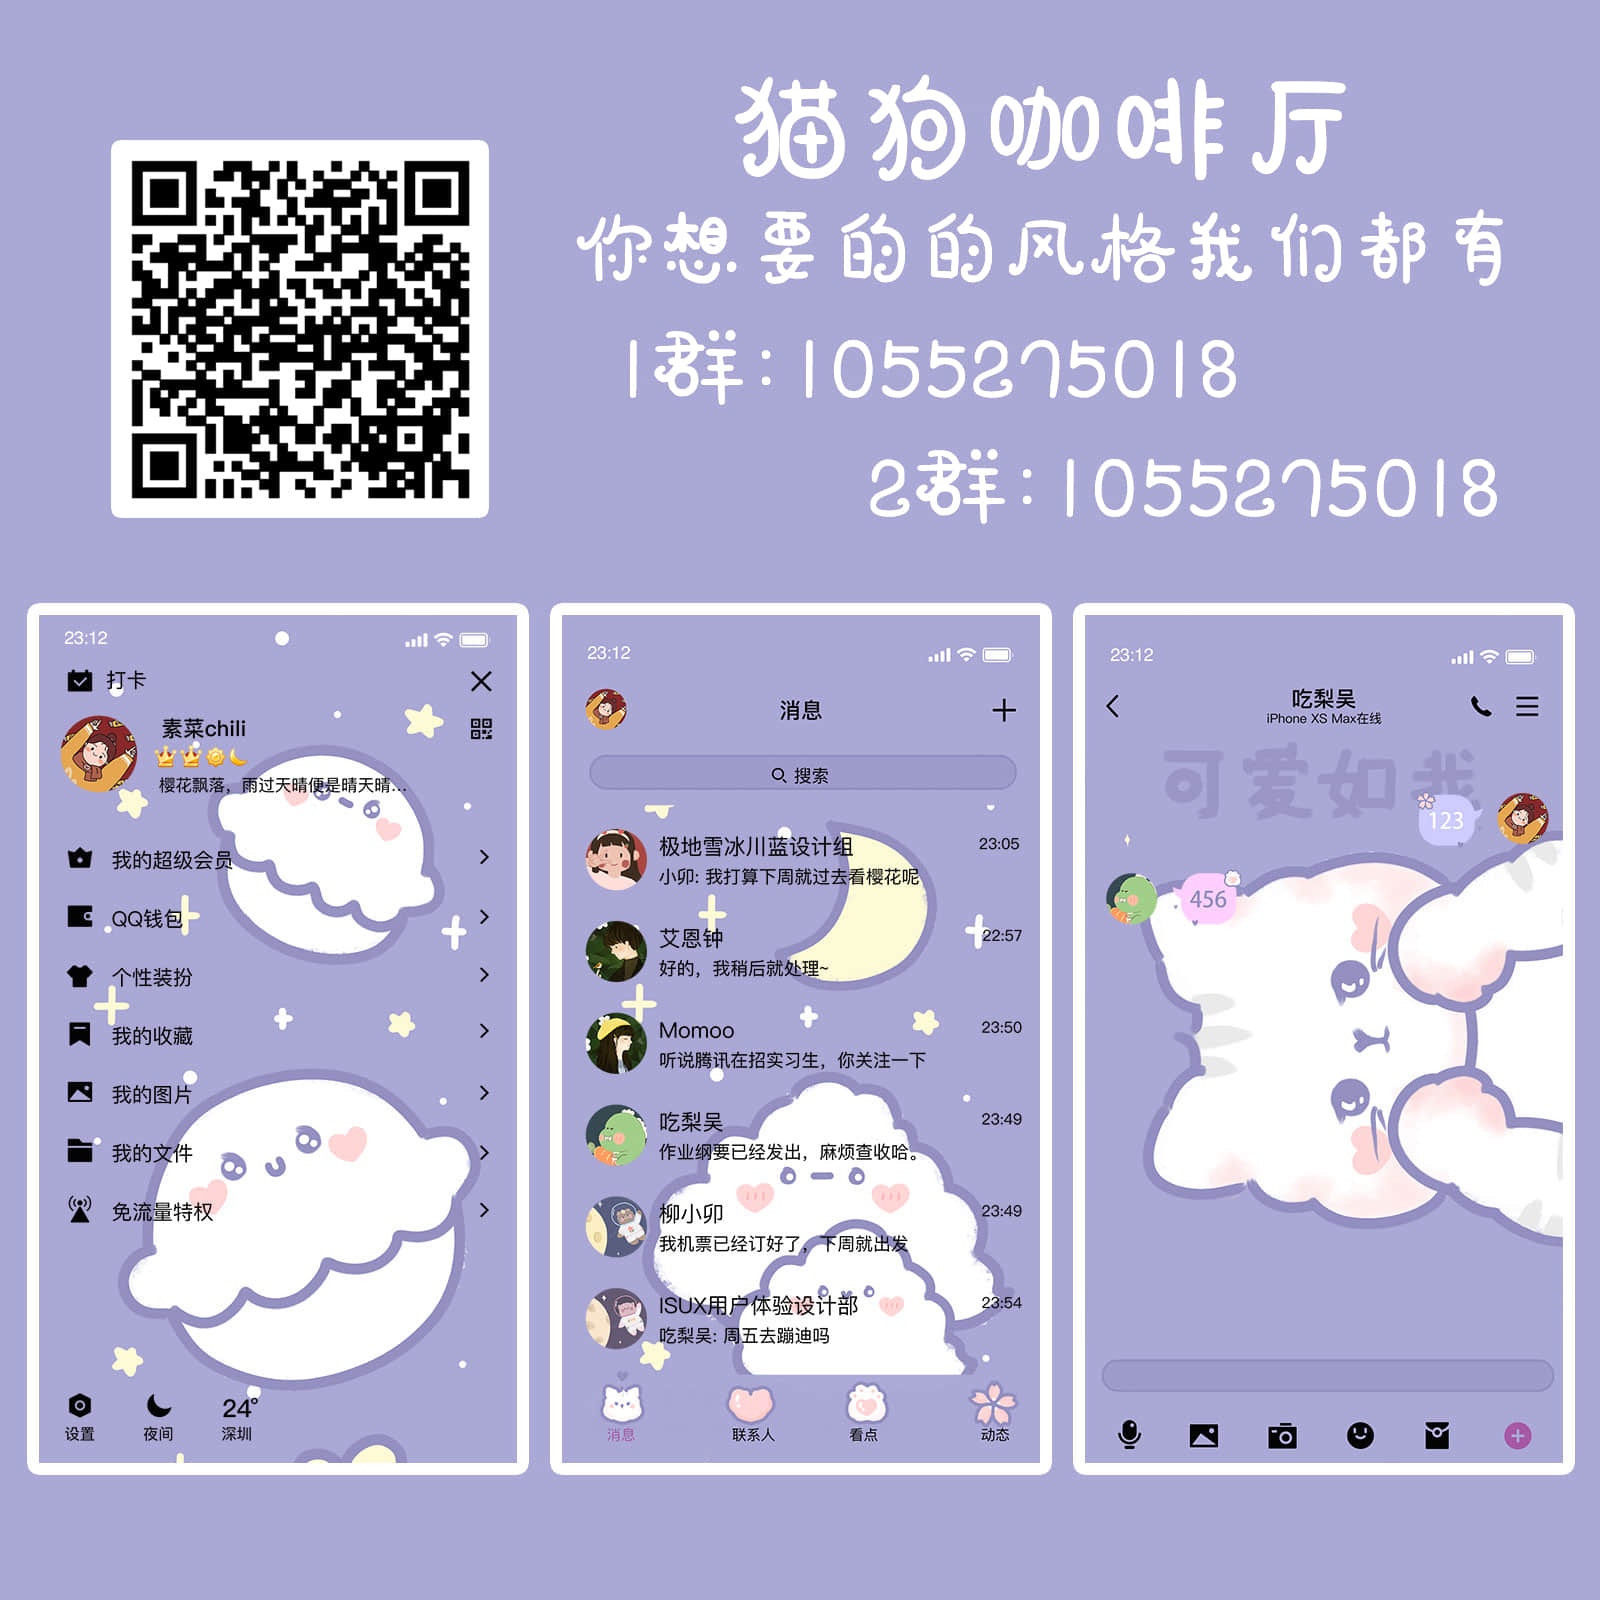 猫狗咖啡厅
你想要的的风格我们都有
1群:1055275018
2群:1055275018
23:12
打卡
素菜chili
樱花飘落，雨过天晴便是晴天晴...
我的超级会员
QQ钱包
个性装扮
我的收藏
我的图片
我的文件
免流量特权
24°
设置 夜间 深圳
23:12
消息
搜索
极地雪冰川蓝设计组 23:05
小卯: 我打算下周就过去看樱花呢
艾恩钟 22:57
好的，我稍后就处理~
Momoo 23:50
听说腾讯在招实习生，你关注一下
吃梨吴 23:49
作业纲要已经发出，麻烦查收哈。
柳小卯 23:49
我机票已经订好了，下周就出发
ISUX用户体验设计部 23:54
吃梨吴: 周五去蹦迪吗
消息 联系人 看点 动态
23:12
吃梨吴
iPhone XS Max在线
可爱如我
123
456